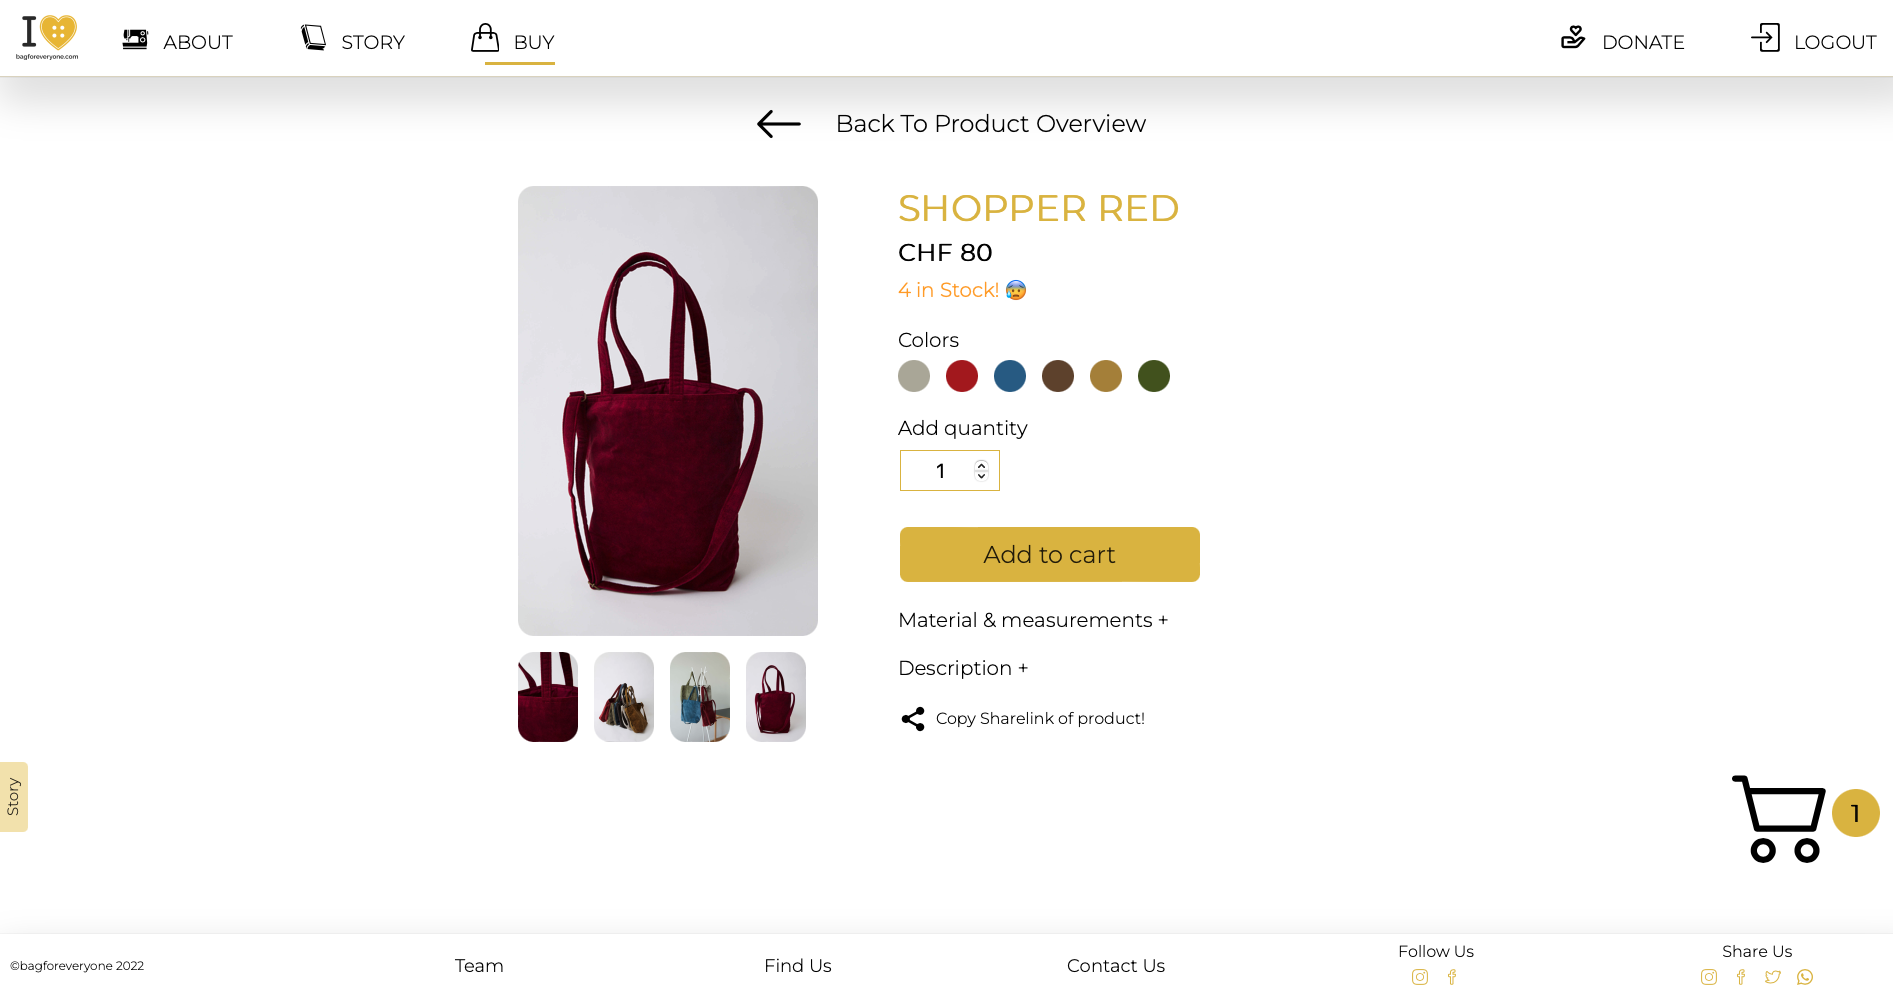 I
bagforeveryone.com
ABOUT
STORY
BUY
DONATE
LOGOUT
Back To Product Overview
SHOPPER RED
CHF 80
4 in Stock! 😰
Colors
Add quantity
1
Add to cart
Material & measurements +
Description +
Copy Sharelink of product!
Story
1
©bagforeveryone 2022
Team
Find Us
Contact Us
Follow Us
Share Us